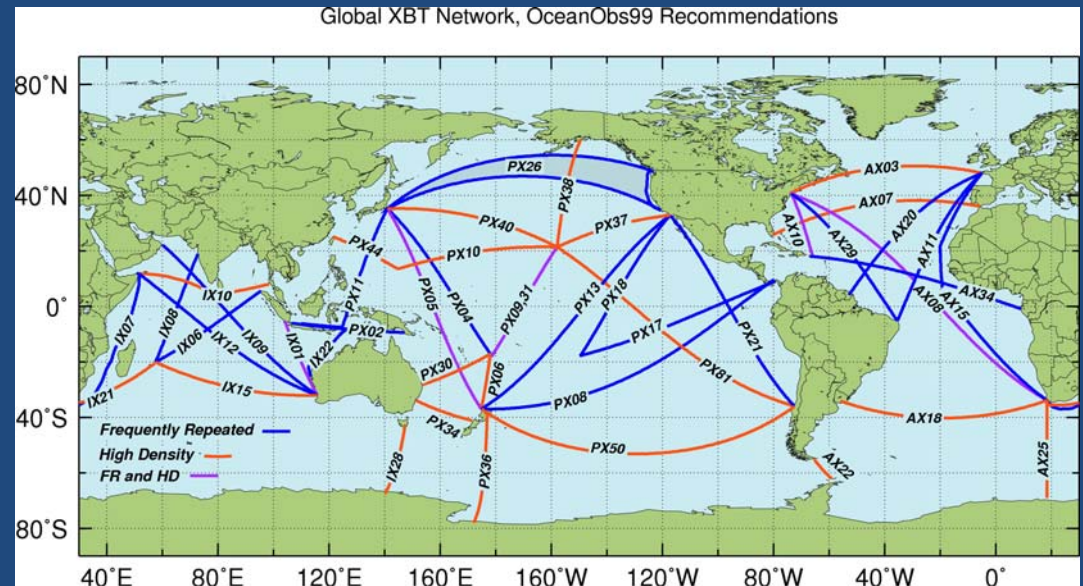 Global XBT Network, OceanObs99 Recommendations
80˚N
40˚N
0˚
40˚S
80˚S
PX26
PX38
AX03
AX07
PX40
PX37
AX10
AX29
AX20
AX11
PX44
PX10
PX11
PX05
PX04
PX09,31
PX13
PX18
IX10
IX07
IX08
IX06
IX12
IX09
IX01
IX22
PX02
PX17
PX21
AX08
AX15
AX34
IX21
IX15
PX30
PX06
PX08
PX81
PX34
PX50
AX18
IX28
PX36
AX22
AX25
Frequently Repeated
High Density
FR and HD
40˚E 80˚E 120˚E 160˚E 160˚W 120˚W 80˚W 40˚W 0˚